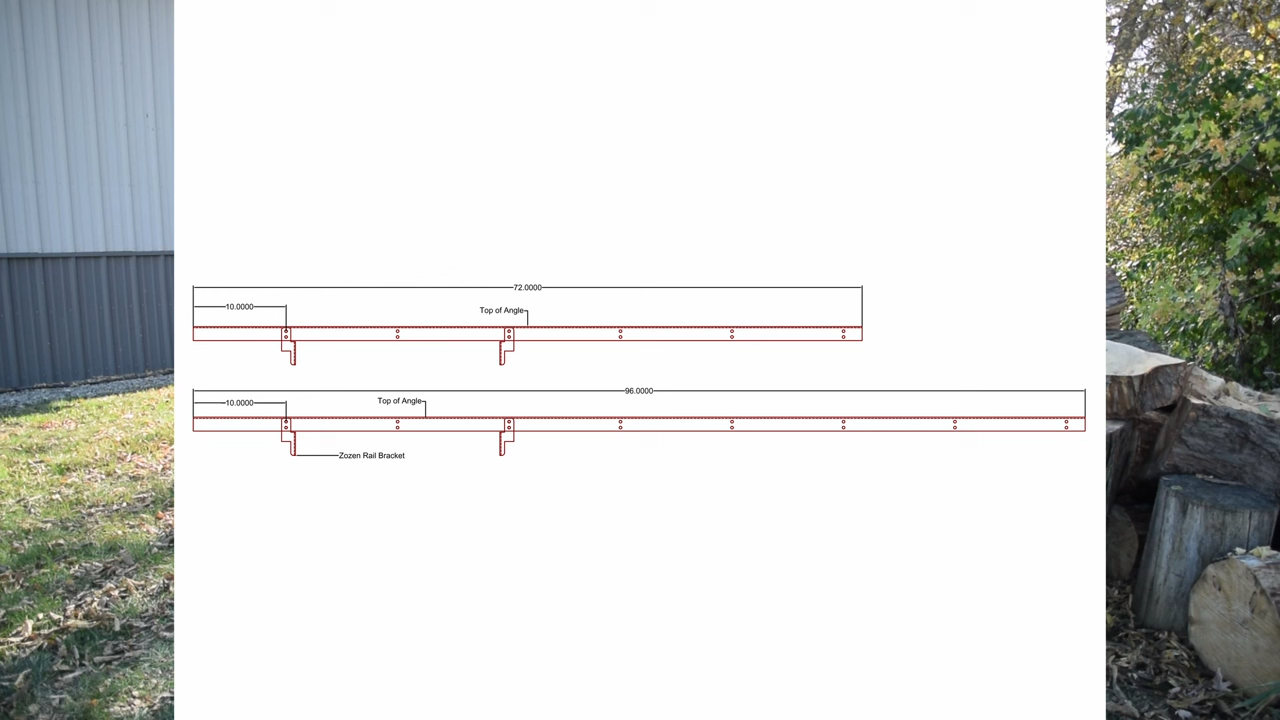 72.0000
10.0000
Top of Angle
96.0000
10.0000
Top of Angle
Zozen Rail Bracket